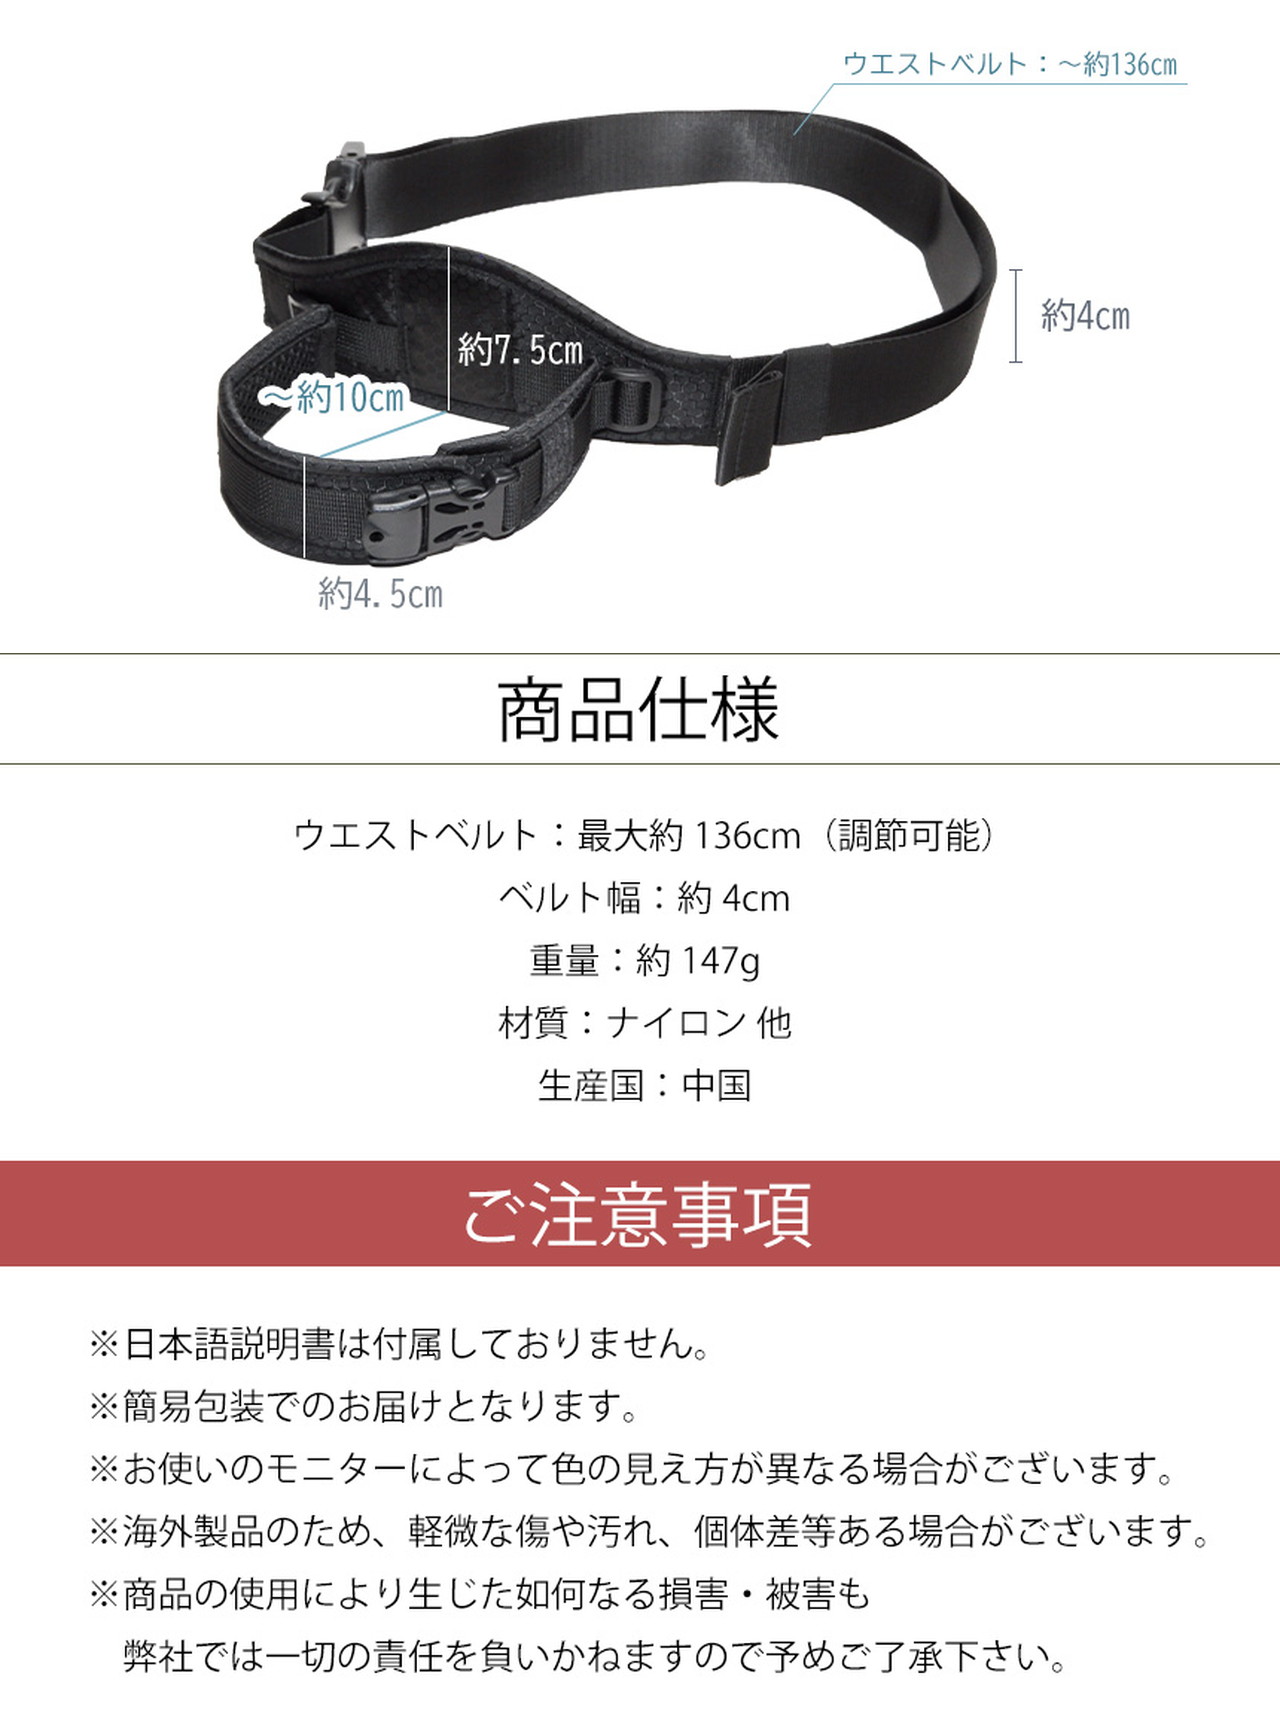 ウエストベルト：～約136cm
約4cm
約7.5cm
～約10cm
約4.5cm
商品仕様
ウエストベルト：最大約 136cm（調節可能）
ベルト幅：約 4cm
重量：約 147g
材質：ナイロン 他
生産国：中国
ご注意事項
※日本語説明書は付属しておりません。
※簡易包装でのお届けとなります。
※お使いのモニターによって色の見え方が異なる場合がございます。
※海外製品のため、軽微な傷や汚れ、個体差等ある場合がございます。
※商品の使用により生じた如何なる損害・被害も
弊社では一切の責任を負いかねますので予めご了承下さい。